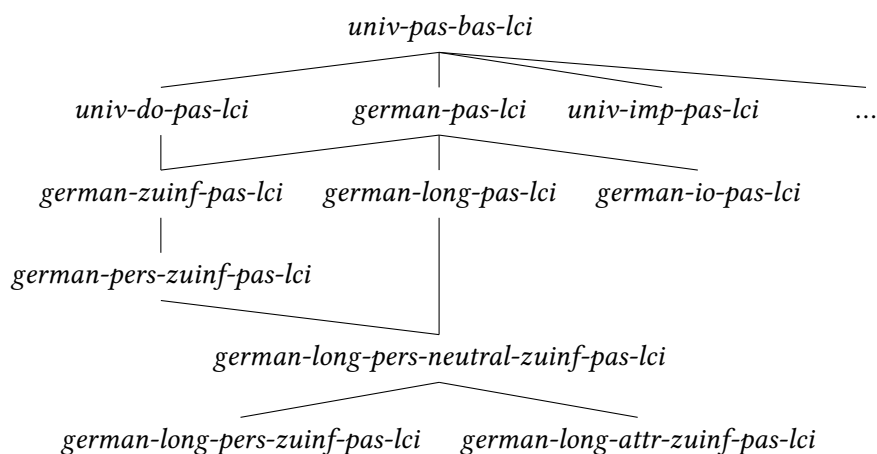 univ-pas-bas-lci
univ-do-pas-lci german-pas-lci univ-imp-pas-lci ...
german-zuinf-pas-lci german-long-pas-lci german-io-pas-lci
german-pers-zuinf-pas-lci
german-long-pers-neutral-zuinf-pas-lci
german-long-pers-zuinf-pas-lci german-long-attr-zuinf-pas-lci